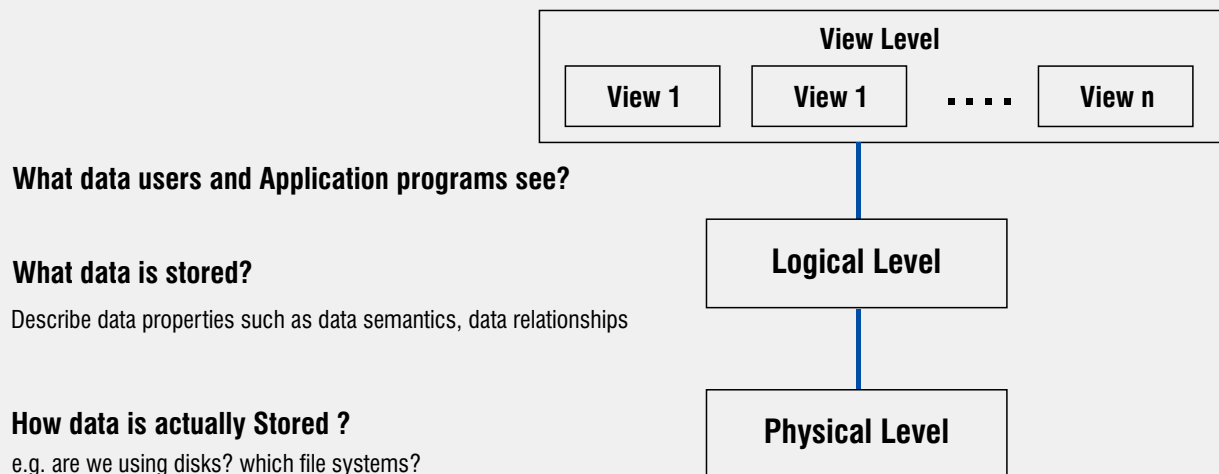 View Level
View 1
View 1
....
View n
What data users and Application programs see?
Logical Level
What data is stored?
Describe data properties such as data semantics, data relationships
Physical Level
How data is actually Stored ?
e.g. are we using disks? which file systems?